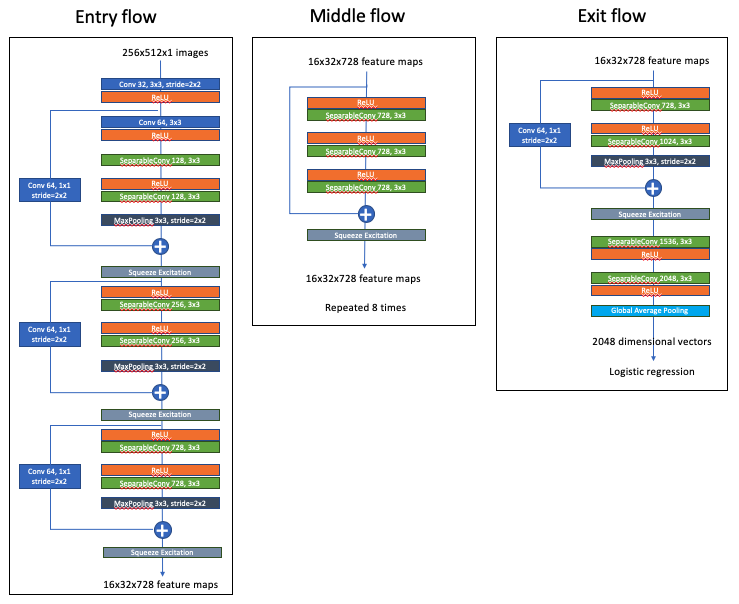 Entry flow
256x512x1 images
Conv 32, 3x3, stride=2x2
ReLU
Conv 64, 3x3
ReLU
SeparableConv 128, 3x3
Conv 64, 1x1
stride=2x2
ReLU
SeparableConv 128, 3x3
MaxPooling 3x3, stride=2x2
Squeeze Excitation
ReLU
SeparableConv 256, 3x3
Conv 64, 1x1
stride=2x2
ReLU
SeparableConv 256, 3x3
MaxPooling 3x3, stride=2x2
Squeeze Excitation
ReLU
SeparableConv 728, 3x3
Conv 64, 1x1
stride=2x2
ReLU
SeparableConv 728, 3x3
MaxPooling 3x3, stride=2x2
Squeeze Excitation
16x32x728 feature maps
Middle flow
16x32x728 feature maps
ReLU
SeparableConv 728, 3x3
ReLU
SeparableConv 728, 3x3
ReLU
SeparableConv 728, 3x3
Squeeze Excitation
16x32x728 feature maps
Repeated 8 times
Exit flow
16x32x728 feature maps
ReLU
SeparableConv 728, 3x3
Conv 64, 1x1
stride=2x2
ReLU
SeparableConv 1024, 3x3
MaxPooling 3x3, stride=2x2
Squeeze Excitation
SeparableConv 1536, 3x3
ReLU
SeparableConv 2048, 3x3
ReLU
Global Average Pooling
2048 dimensional vectors
Logistic regression